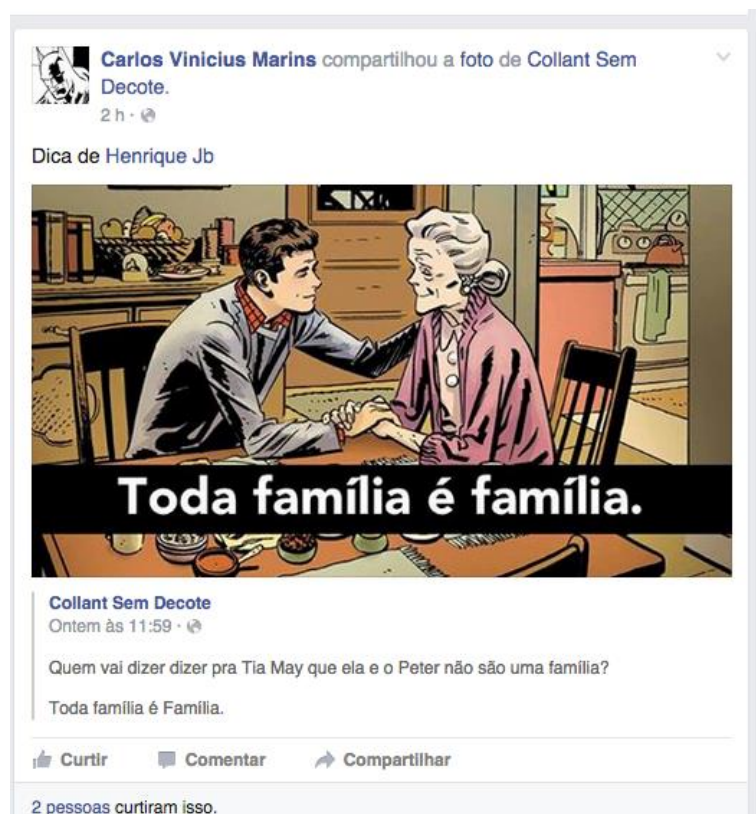 Carlos Vinicius Marins compartilhou a foto de Collant Sem
Decote.
2 h ·
Dica de Henrique Jb
Toda família é família.
Collant Sem Decote
Ontem às 11:59 ·
Quem vai dizer dizer pra Tia May que ela e o Peter não são uma família?
Toda família é Família.
Curtir Comentar Compartilhar
2 pessoas curtiram isso.